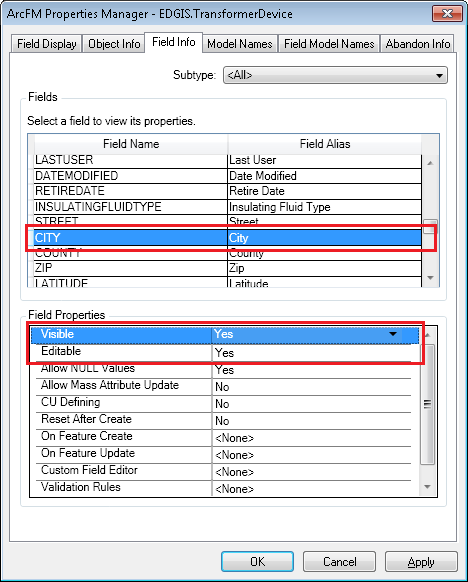 ArcFM Properties Manager - EDGIS.TransformerDevice
Field Display Object Info Field Info Model Names Field Model Names Abandon Info
Subtype: <All>
Fields
Select a field to view its properties.
Field Name Field Alias
LASTUSER Last User
DATEMODIFIED Date Modified
RETIREDATE Retire Date
INSULATINGFLUIDTYPE Insulating Fluid Type
STREET Street
CITY City
COUNTY County
ZIP Zip
LATITUDE Latitude
Field Properties
Visible Yes
Editable Yes
Allow NULL Values Yes
Allow Mass Attribute Update No
CU Defining No
Reset After Create No
On Feature Create <None>
On Feature Update <None>
Custom Field Editor <None>
Validation Rules <None>
OK Cancel Apply